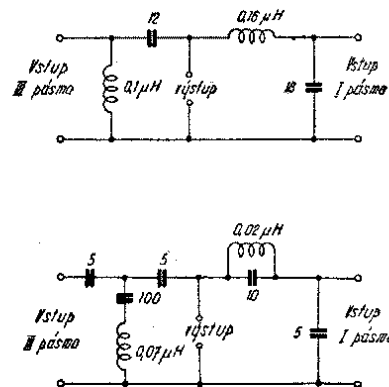 12
0,16 µH
Vstup
III pásma
0,1 µH
výstup
18
Vstup
I pásma
0,02 µH
5
5
100
10
Vstup
III pásma
výstup
0,07 µH
5
Vstup
I pásma